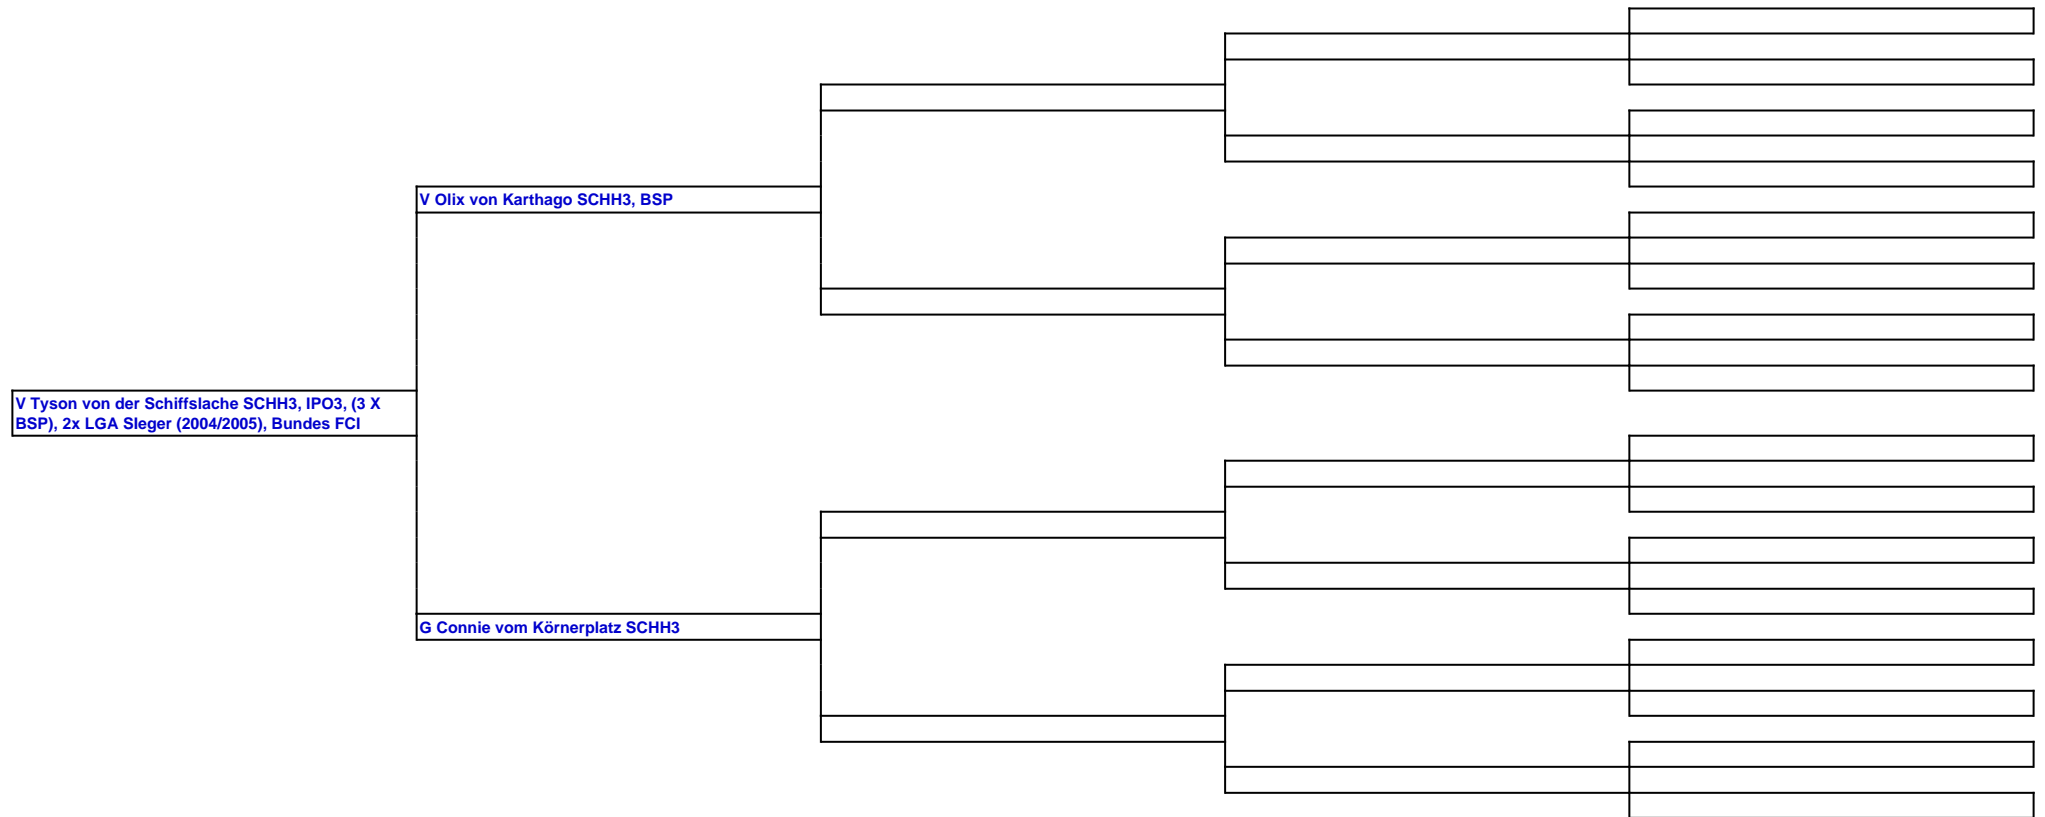 V Olix von Karthago SCHH3, BSP
V Tyson von der Schiffslache SCHH3, IPO3, (3 X
BSP), 2x LGA SIeger (2004/2005), Bundes FCI
G Connie vom Körnerplatz SCHH3